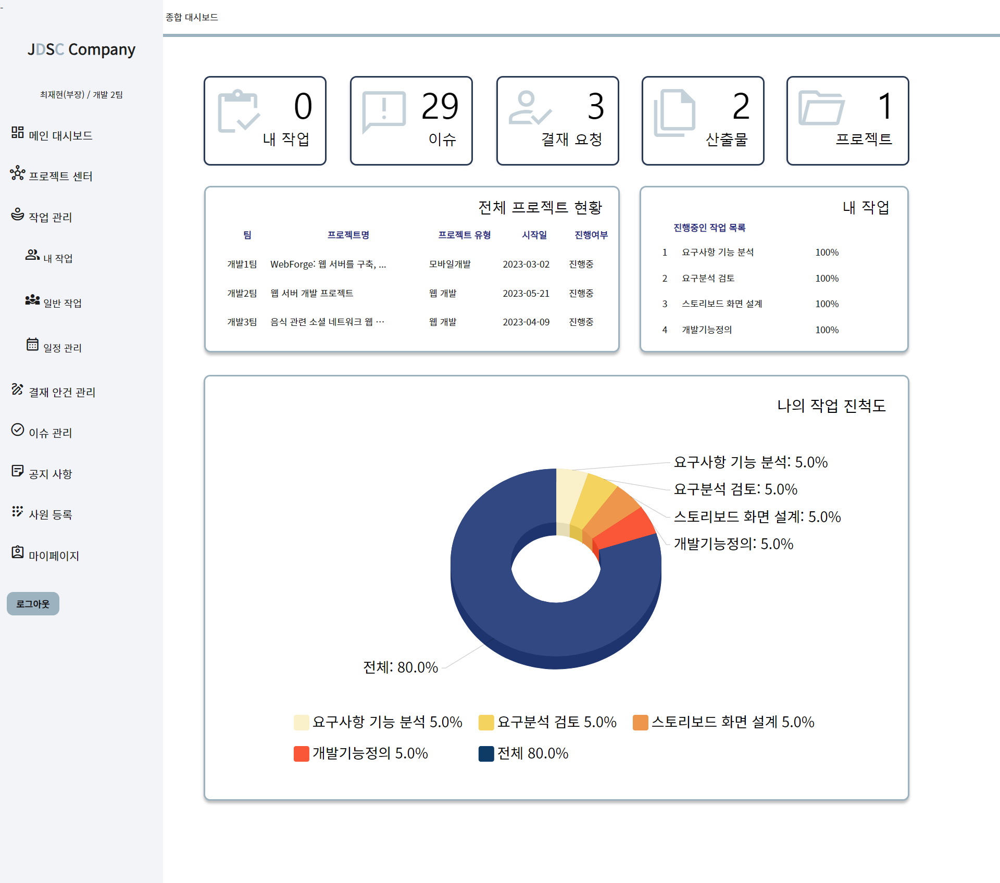 -
종합 대시보드
JDSC Company
최재현(부장) / 개발 2팀
메인 대시보드
프로젝트 센터
작업 관리
내 작업
일반 작업
일정 관리
결재 안건 관리
이슈 관리
공지 사항
사원 등록
마이페이지
로그아웃
0
내 작업
29
이슈
3
결재 요청
2
산출물
1
프로젝트
전체 프로젝트 현황
팀 프로젝트명 프로젝트 유형 시작일 진행여부
개발1팀 WebForge: 웹 서버를 구축, ... 모바일개발 2023-03-02 진행중
개발2팀 웹 서버 개발 프로젝트 웹 개발 2023-05-21 진행중
개발3팀 음식 관련 소셜 네트워크 웹 … 웹 개발 2023-04-09 진행중
내 작업
진행중인 작업 목록
1 요구사항 기능 분석 100%
2 요구분석 검토 100%
3 스토리보드 화면 설계 100%
4 개발기능정의 100%
나의 작업 진척도
요구사항 기능 분석: 5.0%
요구분석 검토: 5.0%
스토리보드 화면 설계: 5.0%
개발기능정의: 5.0%
전체: 80.0%
요구사항 기능 분석 5.0% 요구분석 검토 5.0% 스토리보드 화면 설계 5.0%
개발기능정의 5.0% 전체 80.0%